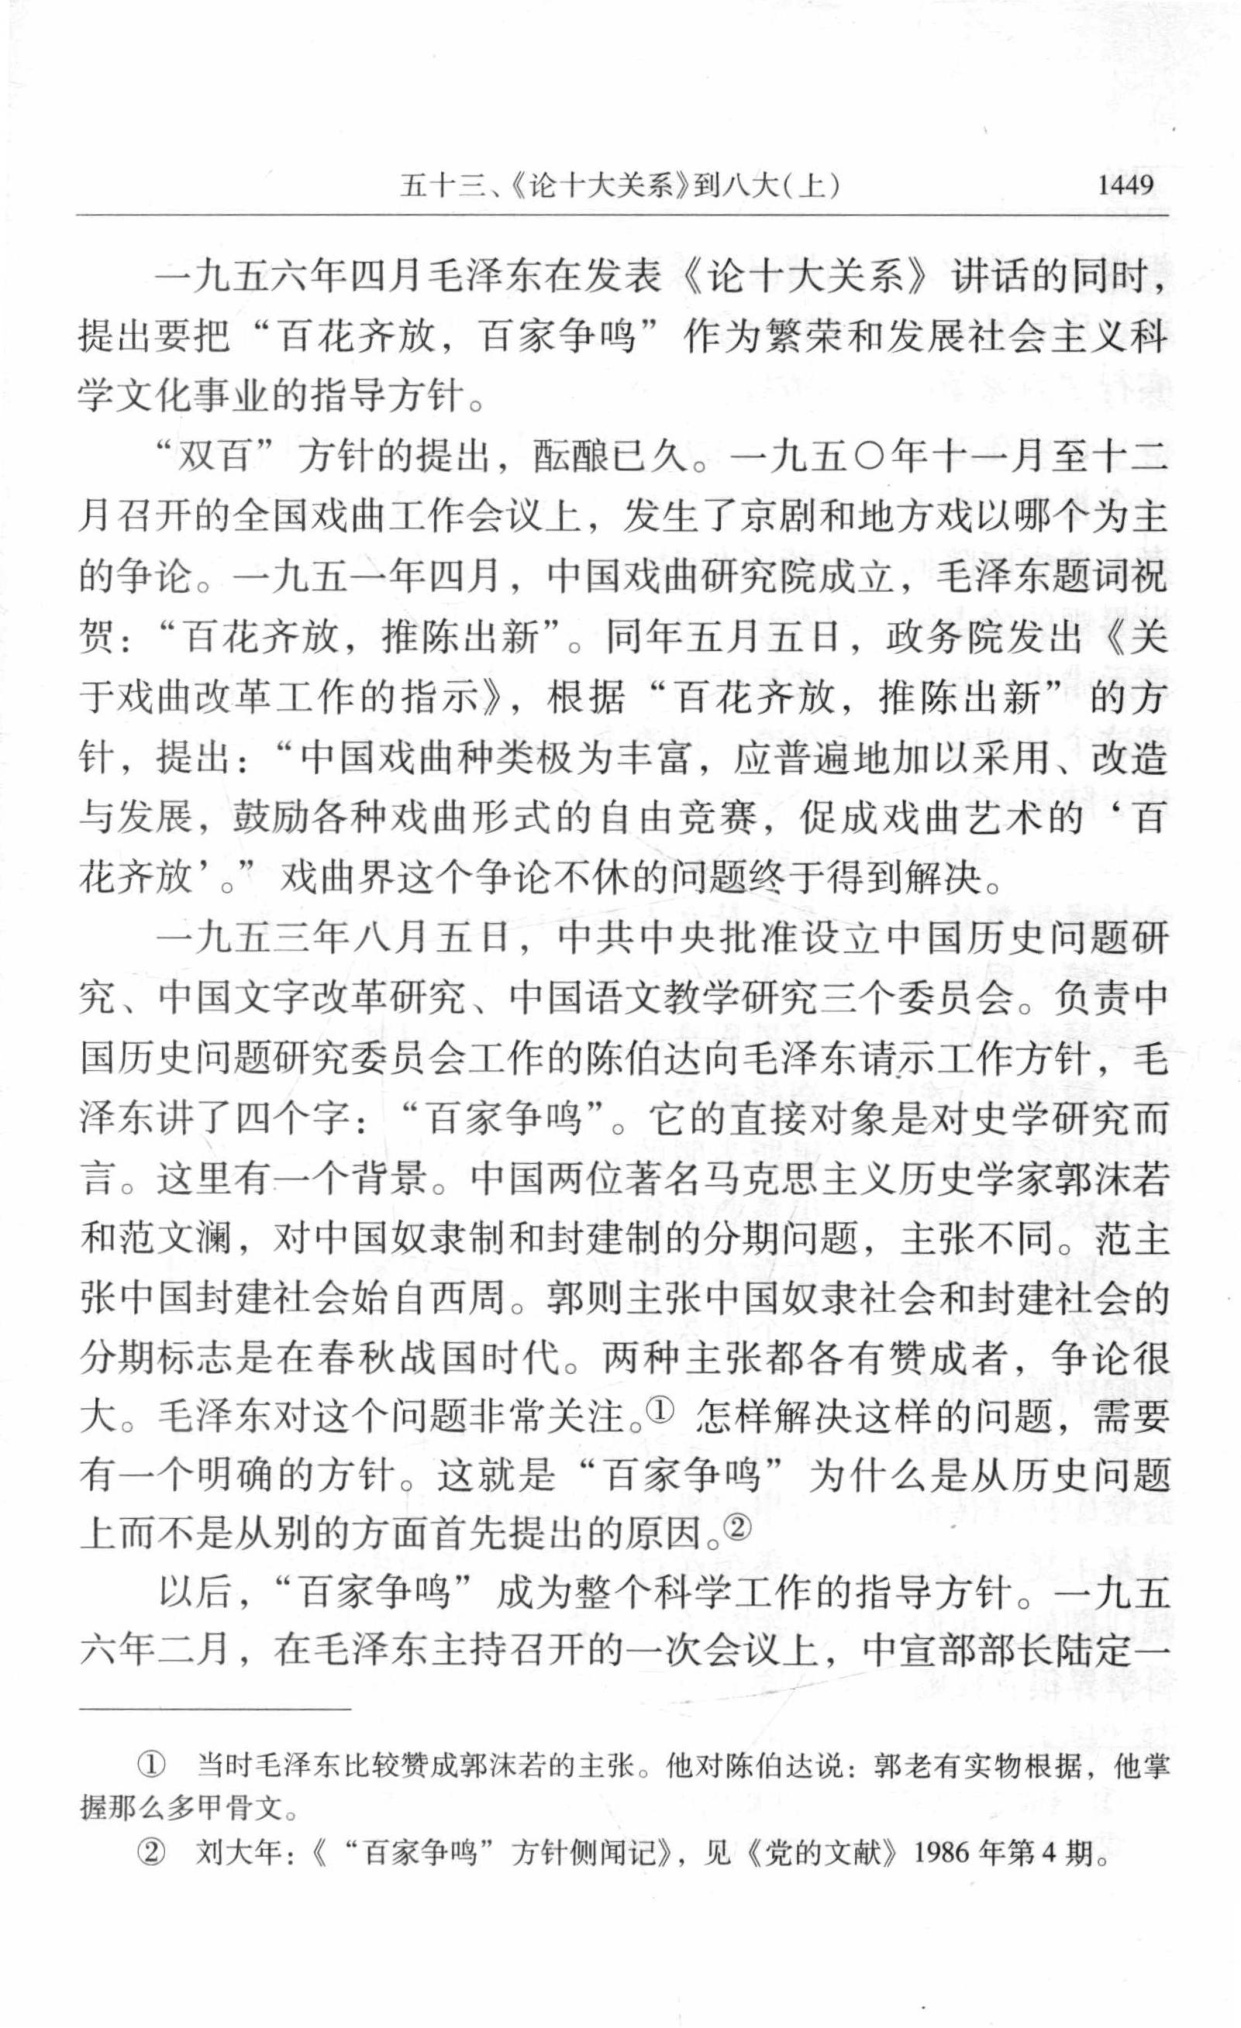 五十三、《论十大关系》到八大(上) 1449
一九五六年四月毛泽东在发表《论十大关系》讲话的同时，
提出要把“百花齐放，百家争鸣”作为繁荣和发展社会主义科
学文化事业的指导方针。
“双百”方针的提出，酝酿已久。一九五〇年十一月至十二
月召开的全国戏曲工作会议上，发生了京剧和地方戏以哪个为主
的争论。一九五一年四月，中国戏曲研究院成立，毛泽东题词祝
贺：“百花齐放，推陈出新”。同年五月五日，政务院发出《关
于戏曲改革工作的指示》，根据“百花齐放，推陈出新”的方
针，提出：“中国戏曲种类极为丰富，应普遍地加以采用、改造
与发展，鼓励各种戏曲形式的自由竞赛，促成戏曲艺术的‘百
花齐放’。”戏曲界这个争论不休的问题终于得到解决。
一九五三年八月五日，中共中央批准设立中国历史问题研
究、中国文字改革研究、中国语文教学研究三个委员会。负责中
国历史问题研究委员会工作的陈伯达向毛泽东请示工作方针，毛
泽东讲了四个字：“百家争鸣”。它的直接对象是对史学研究而
言。这里有一个背景。中国两位著名马克思主义历史学家郭沫若
和范文澜，对中国奴隶制和封建制的分期问题，主张不同。范主
张中国封建社会始自西周。郭则主张中国奴隶社会和封建社会的
分期标志是在春秋战国时代。两种主张都各有赞成者，争论很
大。毛泽东对这个问题非常关注。①怎样解决这样的问题，需要
有一个明确的方针。这就是“百家争鸣”为什么是从历史问题
上而不是从别的方面首先提出的原因。②
以后，“百家争鸣”成为整个科学工作的指导方针。一九五
六年二月，在毛泽东主持召开的一次会议上，中宣部部长陆定一
① 当时毛泽东比较赞成郭沫若的主张。他对陈伯达说：郭老有实物根据，他掌
握那么多甲骨文。
② 刘大年：《“百家争鸣”方针侧闻记》，见《党的文献》1986年第4期。